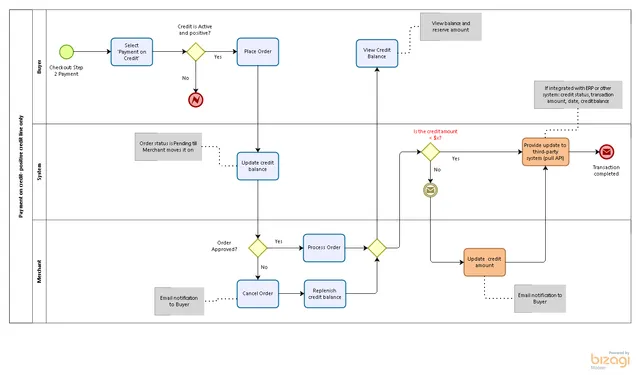 Payment on credit- positive credit line only
Buyer
Checkout: Step
2 Payment
Select
'Payment on
Credit'
Credit is Active
and positive?
Yes
No
Place Order
View Credit
Balance
View balance and
reserve amount
If integrated with ERP or other
system: credit status, transaction
amount, date, credit balance
System
Order status is Pending till
Merchant moves it on
Update credit
balance
Is the credit amount
< $x?
Yes
No
Provide update to
third-party
system (pull API)
Transaction
completed
Merchant
Order
Approved?
Yes
No
Process Order
Update credit
amount
Email notification
to Buyer
Cancel Order
Replenish
credit balance
Email notification to
Buyer
Powered by
bizagi
Modeler